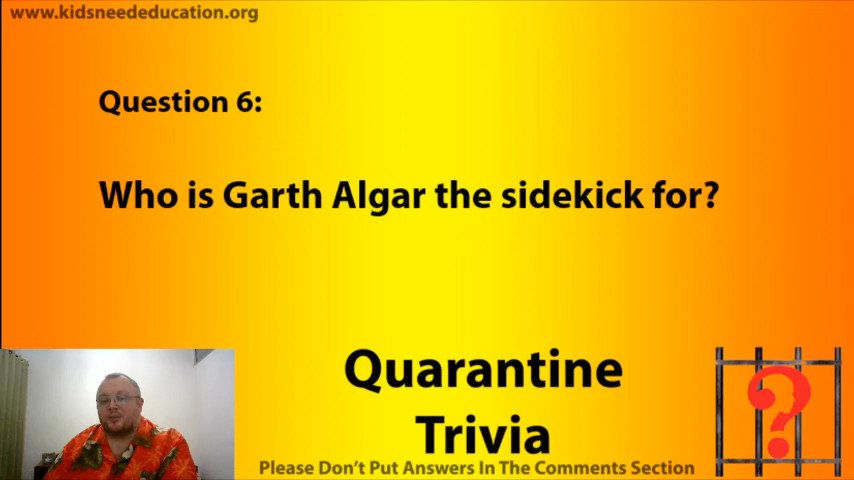 www.kidsneededucation.org
Question 6:
Who is Garth Algar the sidekick for?
Quarantine
Trivia
Please Don't Put Answers In The Comments Section